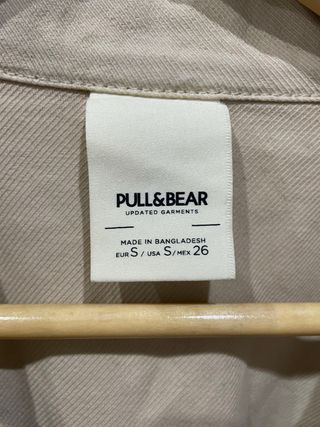 PULL&BEAR
UPDATED GARMENTS
MADE IN BANGLADESH
EUR S / USA S / MEX 26